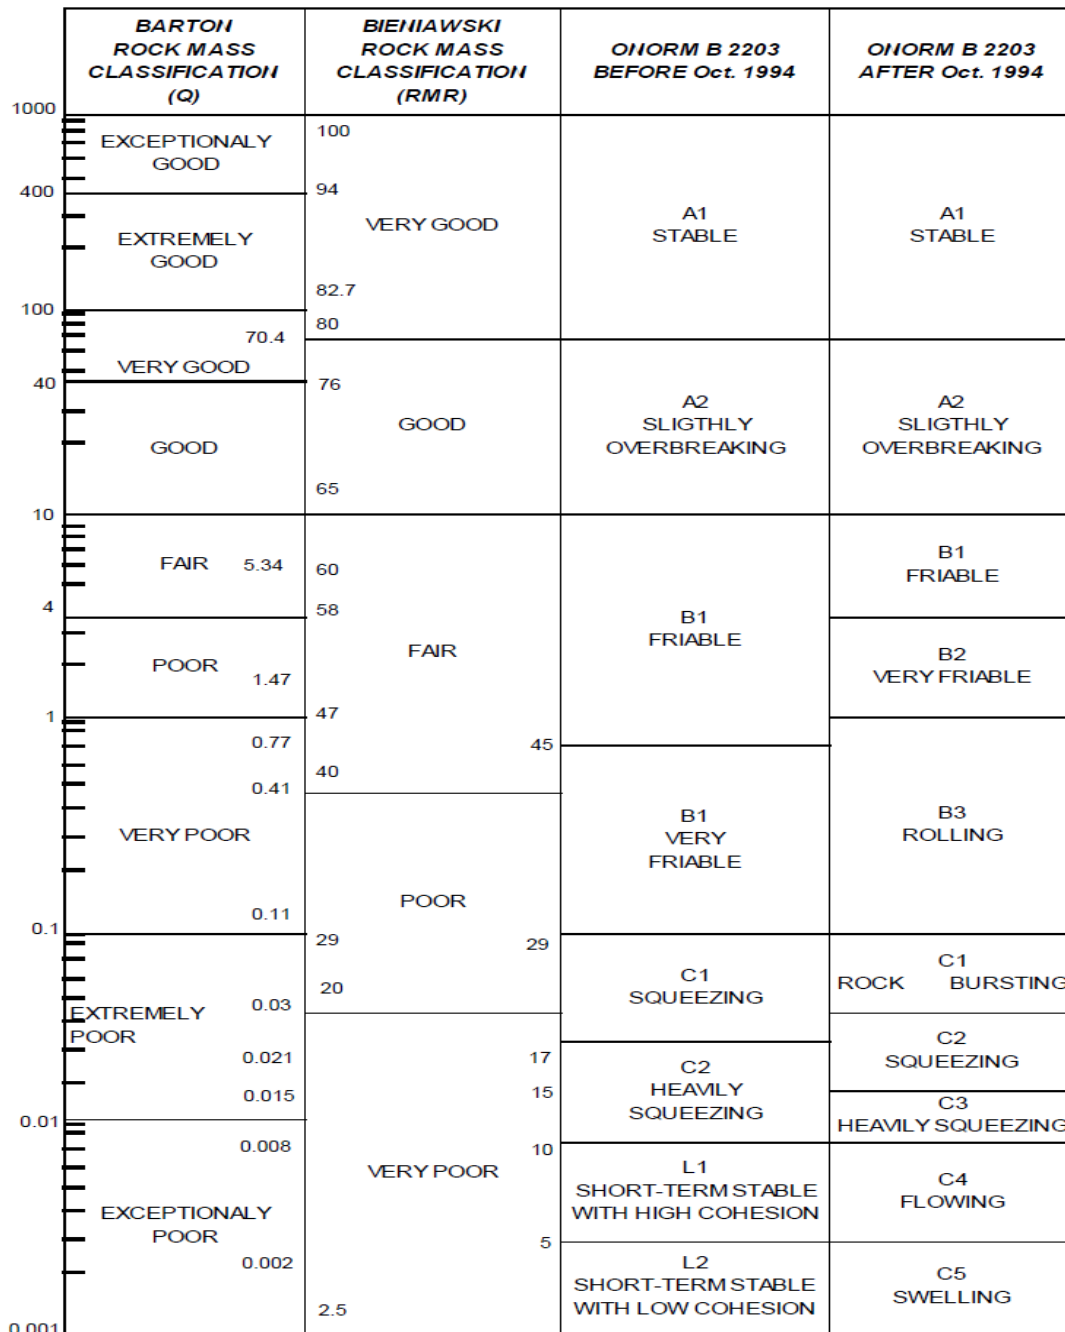 BARTON
ROCK MASS
CLASSIFICATION
(Q)
BIENIAWSKI
ROCK MASS
CLASSIFICATION
(RMR)
ONORM B 2203
BEFORE Oct. 1994
ONORM B 2203
AFTER Oct. 1994
1000
400
100
40
10
4
1
0.1
0.01
0.001
EXCEPTIONALY
GOOD
EXTREMELY
GOOD
70.4
VERY GOOD
GOOD
FAIR 5.34
POOR
1.47
0.77
0.41
VERY POOR
0.11
0.03
EXTREMELY
POOR
0.021
0.015
0.008
EXCEPTIONALY
POOR
0.002
100
94
VERY GOOD
82.7
80
76
GOOD
65
60
58
FAIR
47
45
40
POOR
29
29
20
17
15
10
VERY POOR
5
2.5
A1
STABLE
A2
SLIGTHLY
OVERBREAKING
B1
FRIABLE
B1
VERY
FRIABLE
C1
SQUEEZING
C2
HEAVILY
SQUEEZING
L1
SHORT-TERM STABLE
WITH HIGH COHESION
L2
SHORT-TERM STABLE
WITH LOW COHESION
A1
STABLE
A2
SLIGTHLY
OVERBREAKING
B1
FRIABLE
B2
VERY FRIABLE
B3
ROLLING
C1
ROCK BURSTING
C2
SQUEEZING
C3
HEAVILY SQUEEZING
C4
FLOWING
C5
SWELLING